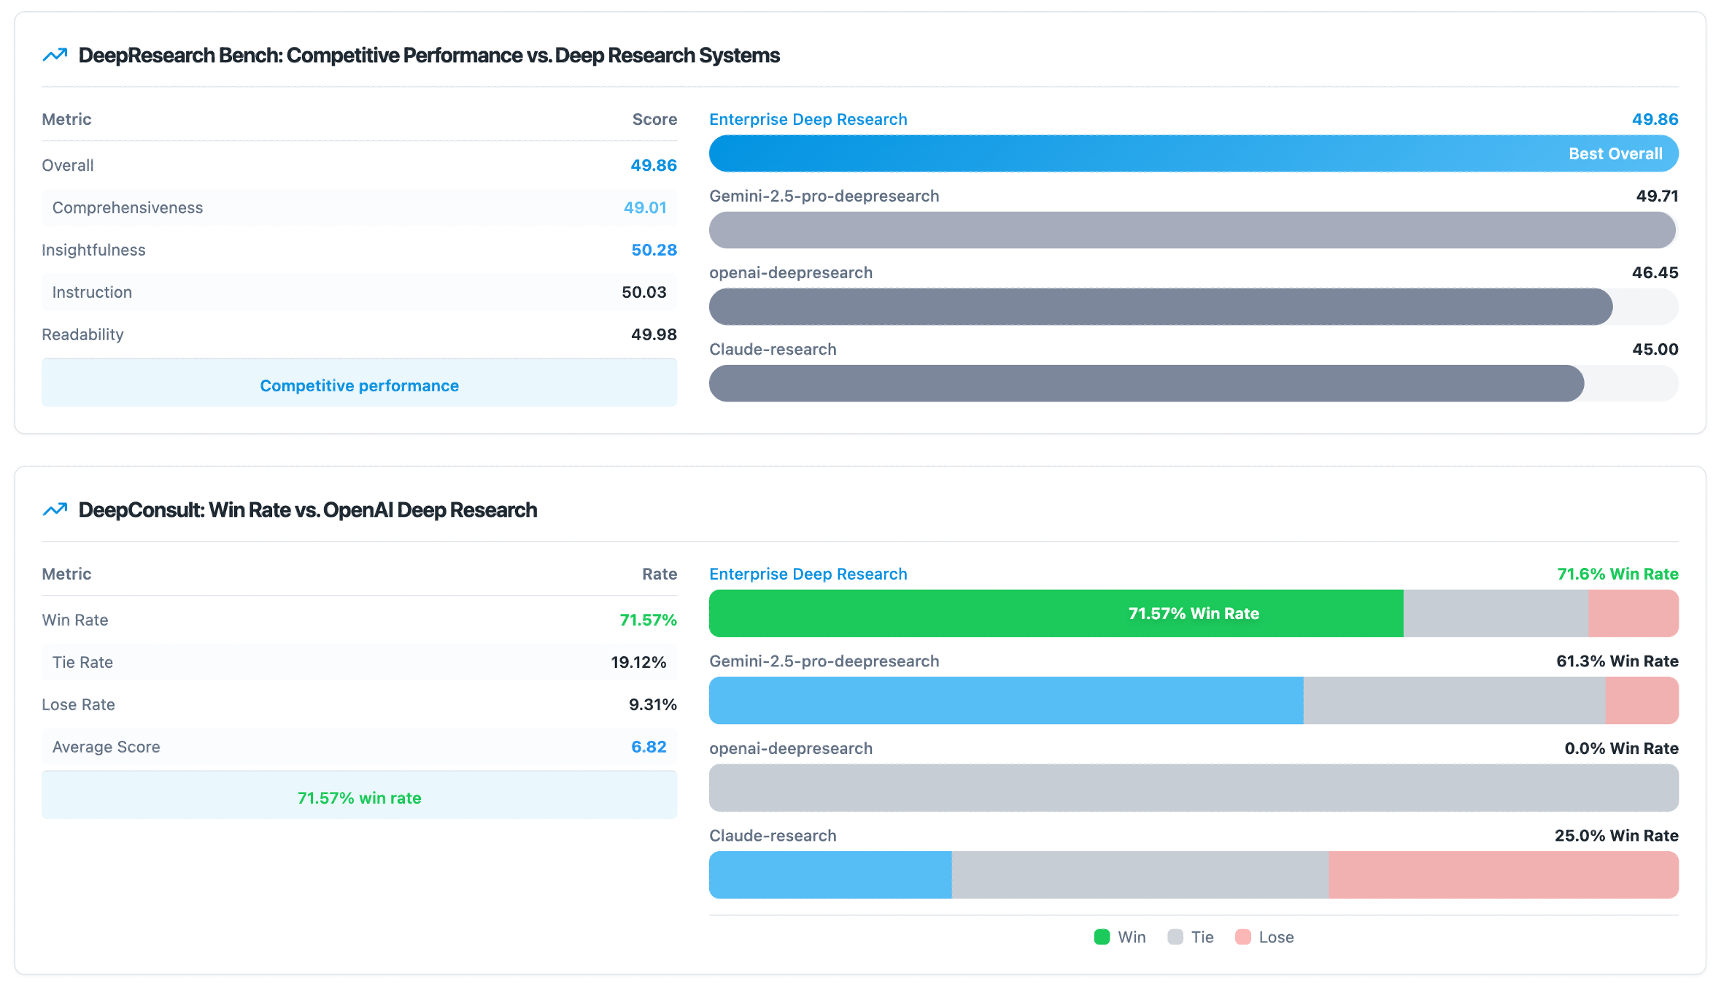 DeepResearch Bench: Competitive Performance vs. Deep Research Systems
Metric Score
Overall 49.86
Comprehensiveness 49.01
Insightfulness 50.28
Instruction 50.03
Readability 49.98
Competitive performance
Enterprise Deep Research 49.86
Best Overall
Gemini-2.5-pro-deepresearch 49.71
openai-deepresearch 46.45
Claude-research 45.00
DeepConsult: Win Rate vs. OpenAI Deep Research
Metric Rate
Win Rate 71.57%
Tie Rate 19.12%
Lose Rate 9.31%
Average Score 6.82
71.57% win rate
Enterprise Deep Research 71.6% Win Rate
71.57% Win Rate
Gemini-2.5-pro-deepresearch 61.3% Win Rate
openai-deepresearch 0.0% Win Rate
Claude-research 25.0% Win Rate
Win Tie Lose